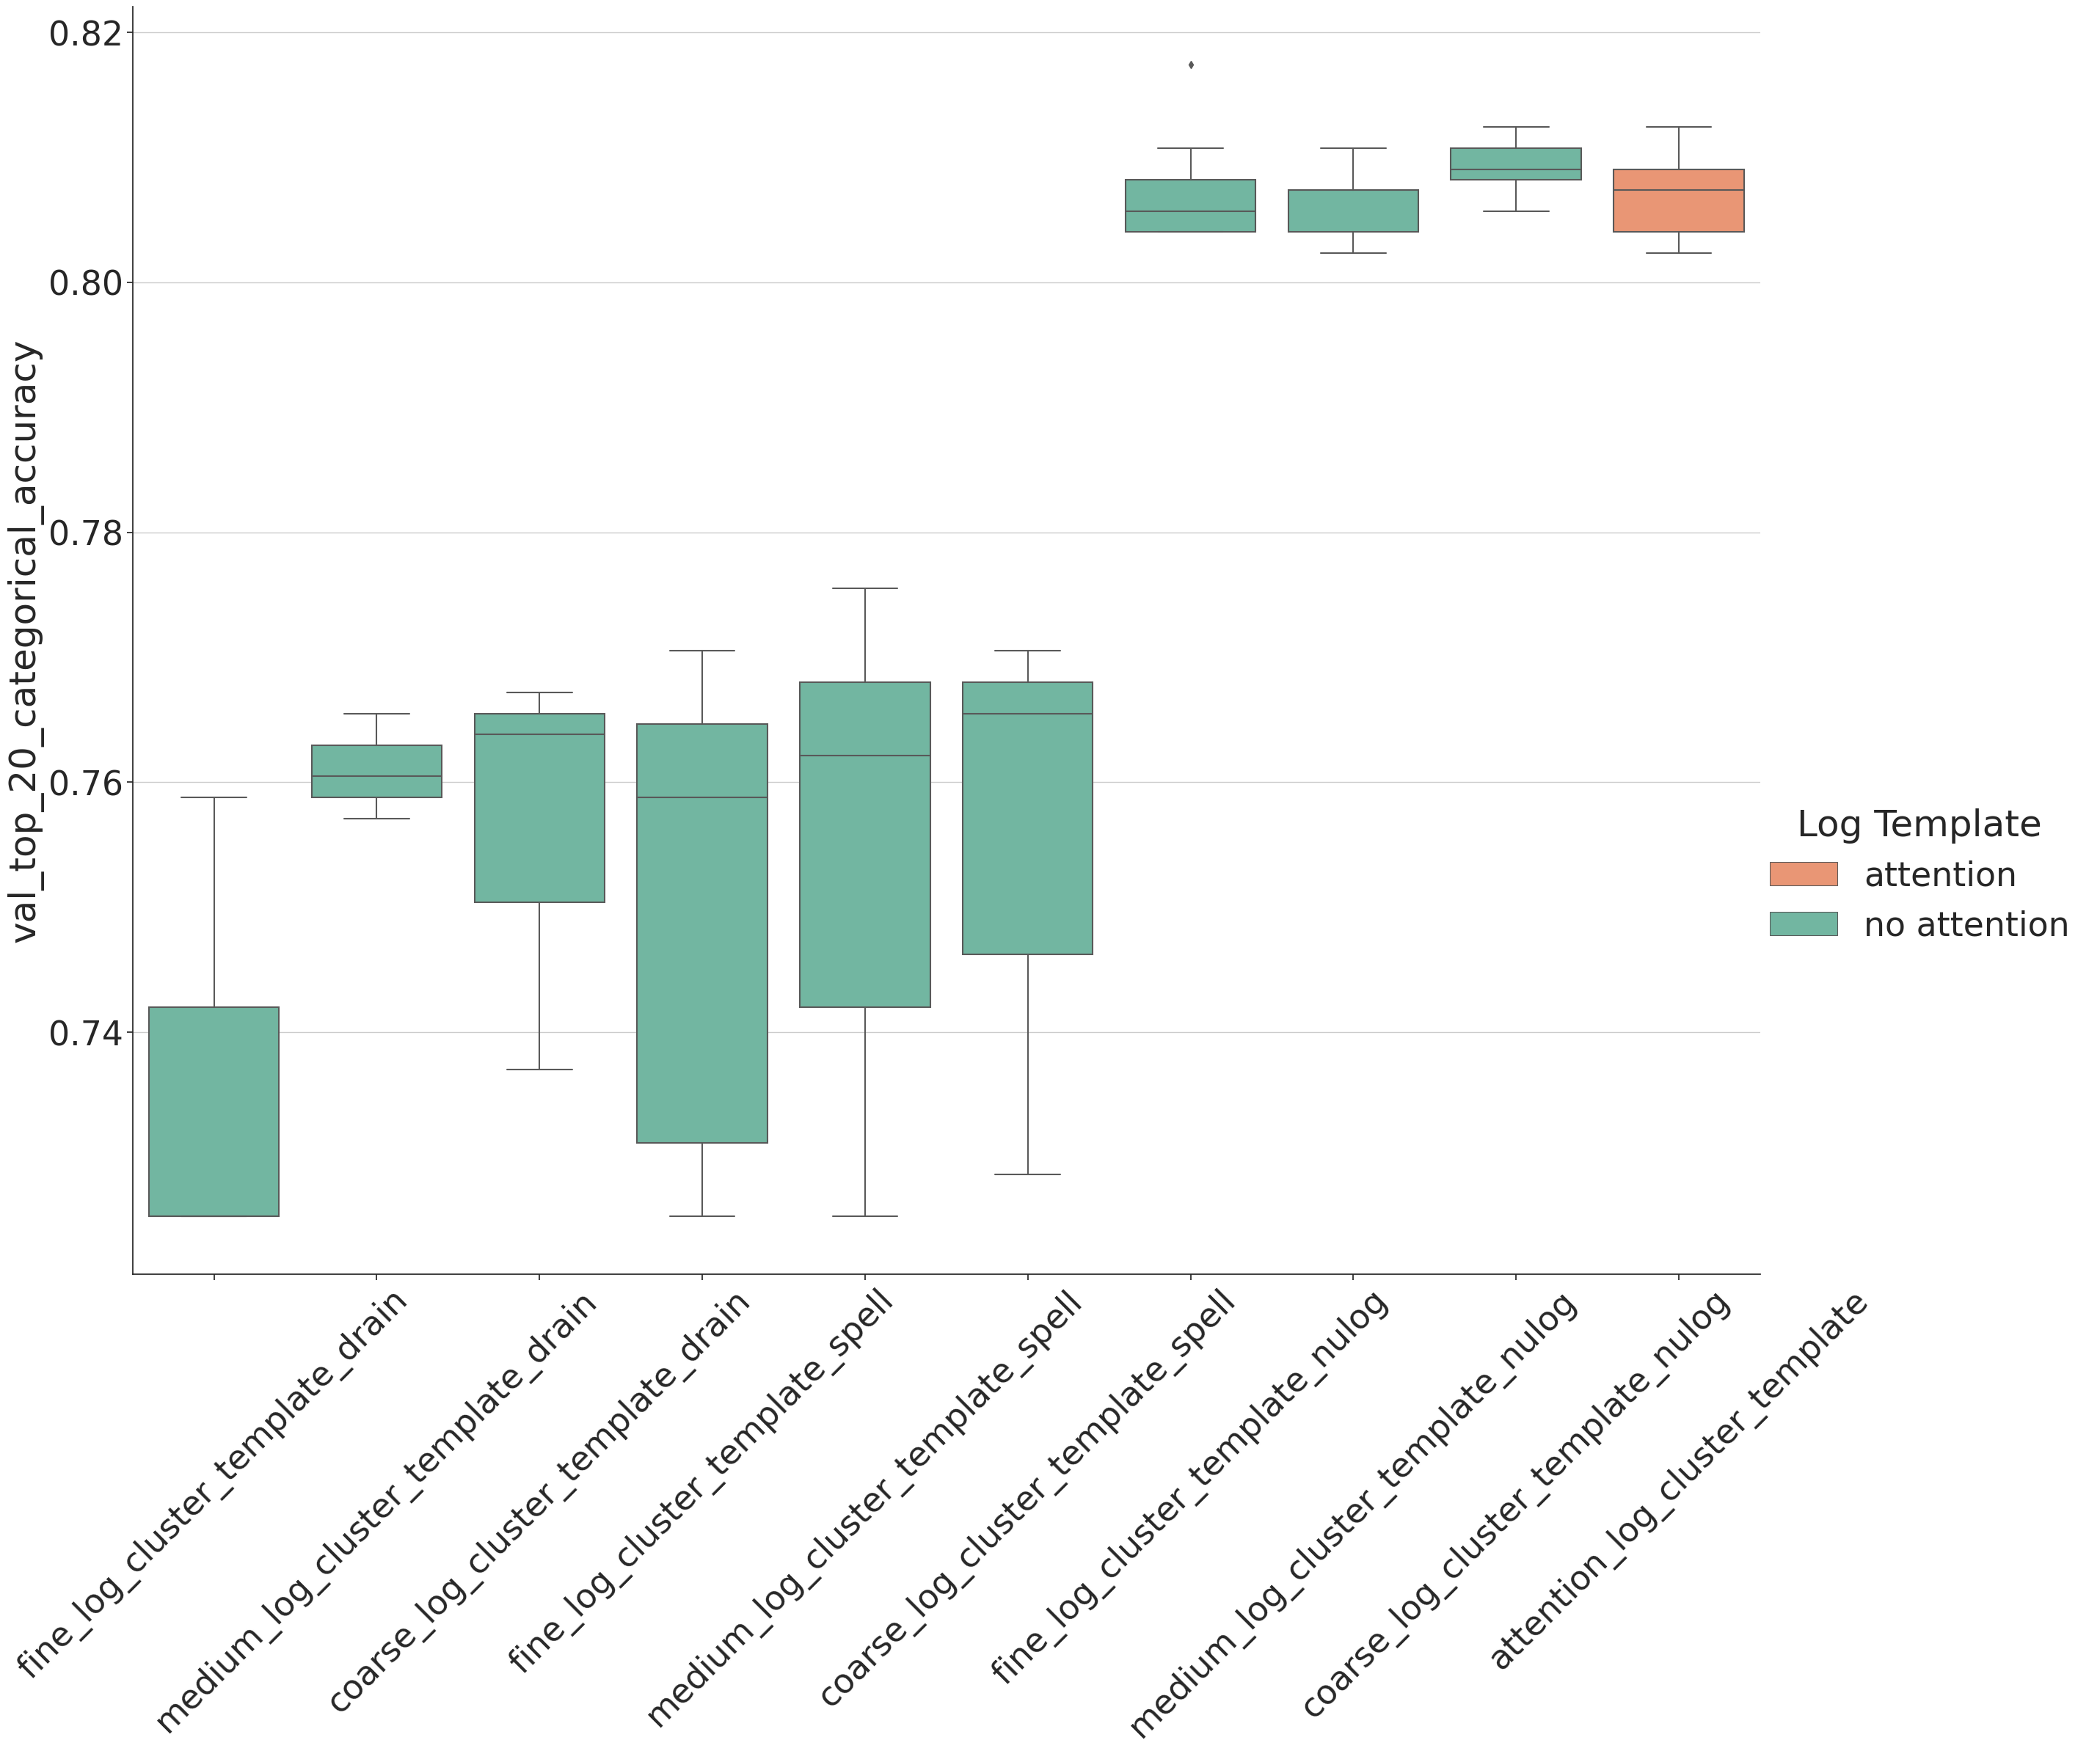 0.82
0.80
0.78
0.76
0.74
val_top_20_categorical_accuracy
fine_log_cluster_template_drain
medium_log_cluster_template_drain
coarse_log_cluster_template_drain
fine_log_cluster_template_spell
medium_log_cluster_template_spell
coarse_log_cluster_template_spell
fine_log_cluster_template_nulog
medium_log_cluster_template_nulog
coarse_log_cluster_template_nulog
attention_log_cluster_template
Log Template
attention
no attention